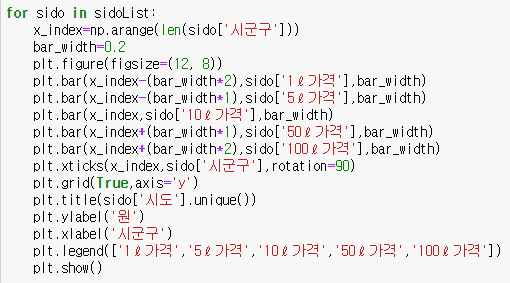 for sido in sidoList:
    x_index=np.arange(len(sido['시군구']))
    bar_width=0.2
    plt.figure(figsize=(12, 8))
    plt.bar(x_index-(bar_width*2),sido['1ℓ가격'],bar_width)
    plt.bar(x_index-(bar_width*1),sido['5ℓ가격'],bar_width)
    plt.bar(x_index,sido['10ℓ가격'],bar_width)
    plt.bar(x_index+(bar_width*1),sido['50ℓ가격'],bar_width)
    plt.bar(x_index+(bar_width*2),sido['100ℓ가격'],bar_width)
    plt.xticks(x_index,sido['시군구'],rotation=90)
    plt.grid(True,axis='y')
    plt.title(sido['시도'].unique())
    plt.ylabel('원')
    plt.xlabel('시군구')
    plt.legend(['1ℓ가격','5ℓ가격','10ℓ가격','50ℓ가격','100ℓ가격'])
    plt.show()